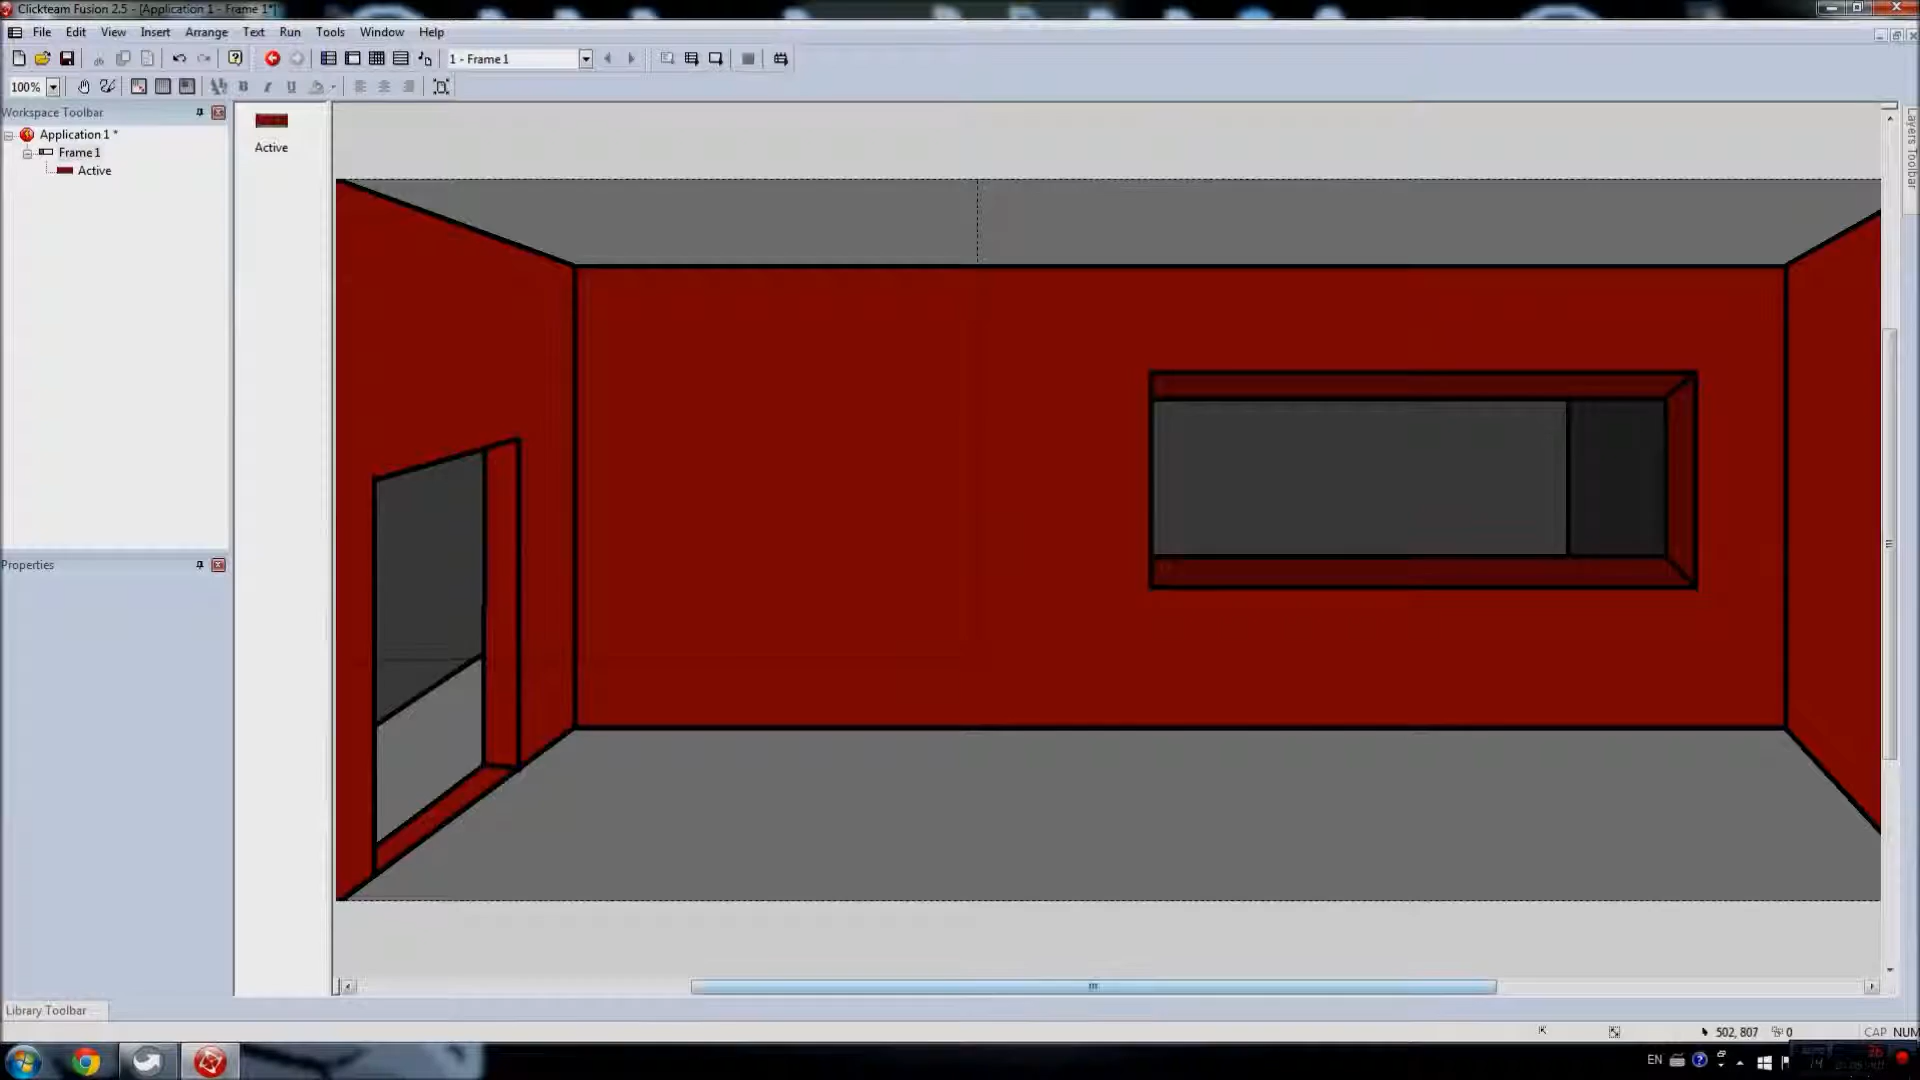 Clickteam Fusion 2.5 - [Application 1 - Frame 1*]
File Edit View Insert Arrange Text Run Tools Window Help
1 - Frame 1
100%
Workspace Toolbar
Application 1 *
Frame 1
Active
Active
Layers Toolbar
Properties
Library Toolbar
502, 807 0 CAP NUM
EN